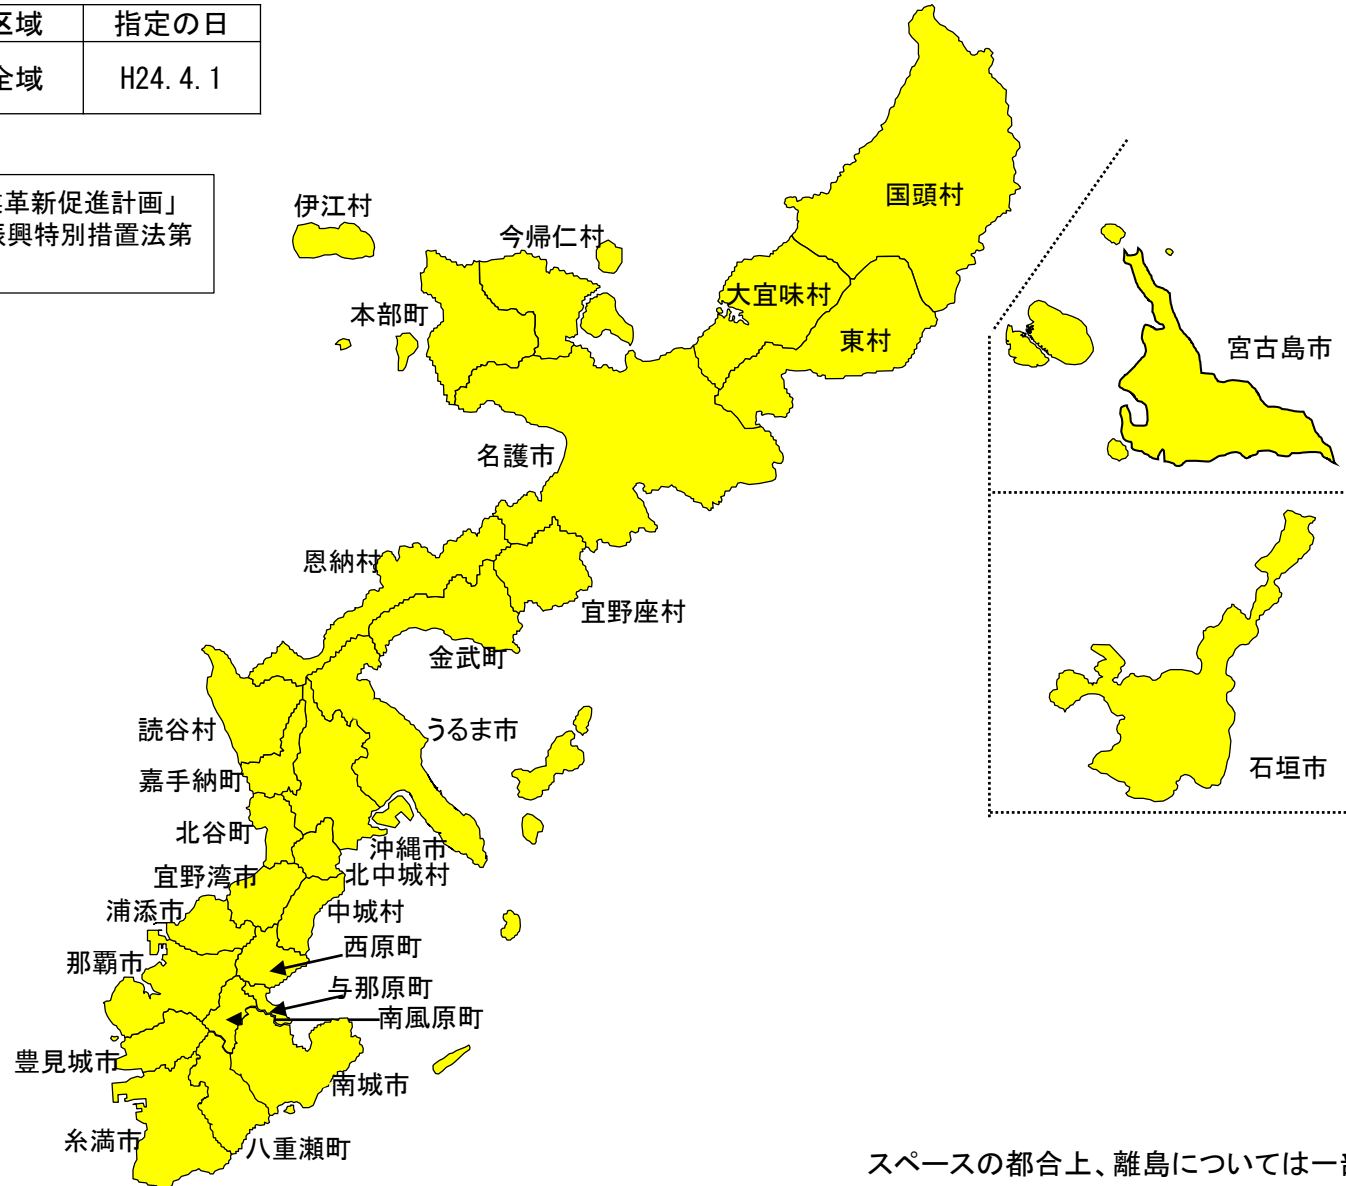 区域 指定の日
全域 H24.4.1
革新促進計画」
振興特別措置法第
伊江村
今帰仁村
国頭村
本部町
大宜味村
東村
宮古島市
名護市
恩納村
宜野座村
金武町
読谷村
うるま市
嘉手納町
石垣市
北谷町
沖縄市
宜野湾市
北中城村
浦添市
中城村
西原町
那覇市
与那原町
南風原町
豊見城市
南城市
糸満市
八重瀬町
スペースの都合上、離島については一部